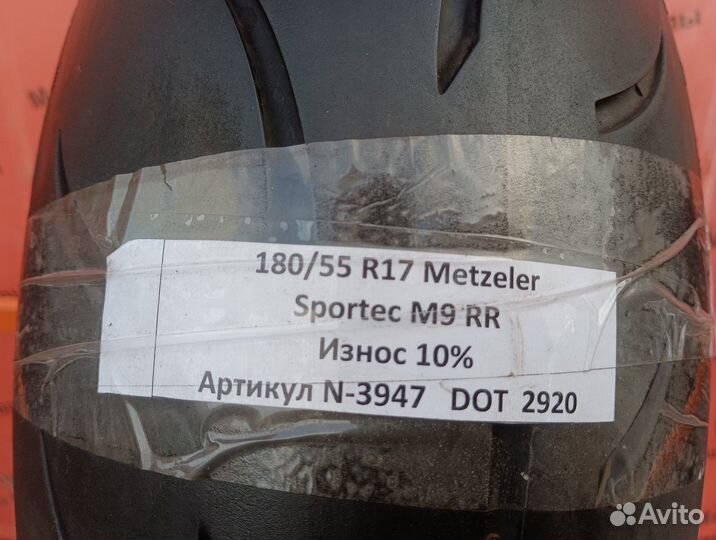 180/55 R17 Metzeler
Sportec M9 RR
Износ 10%
Артикул N-3947 DOT 2920
Avito